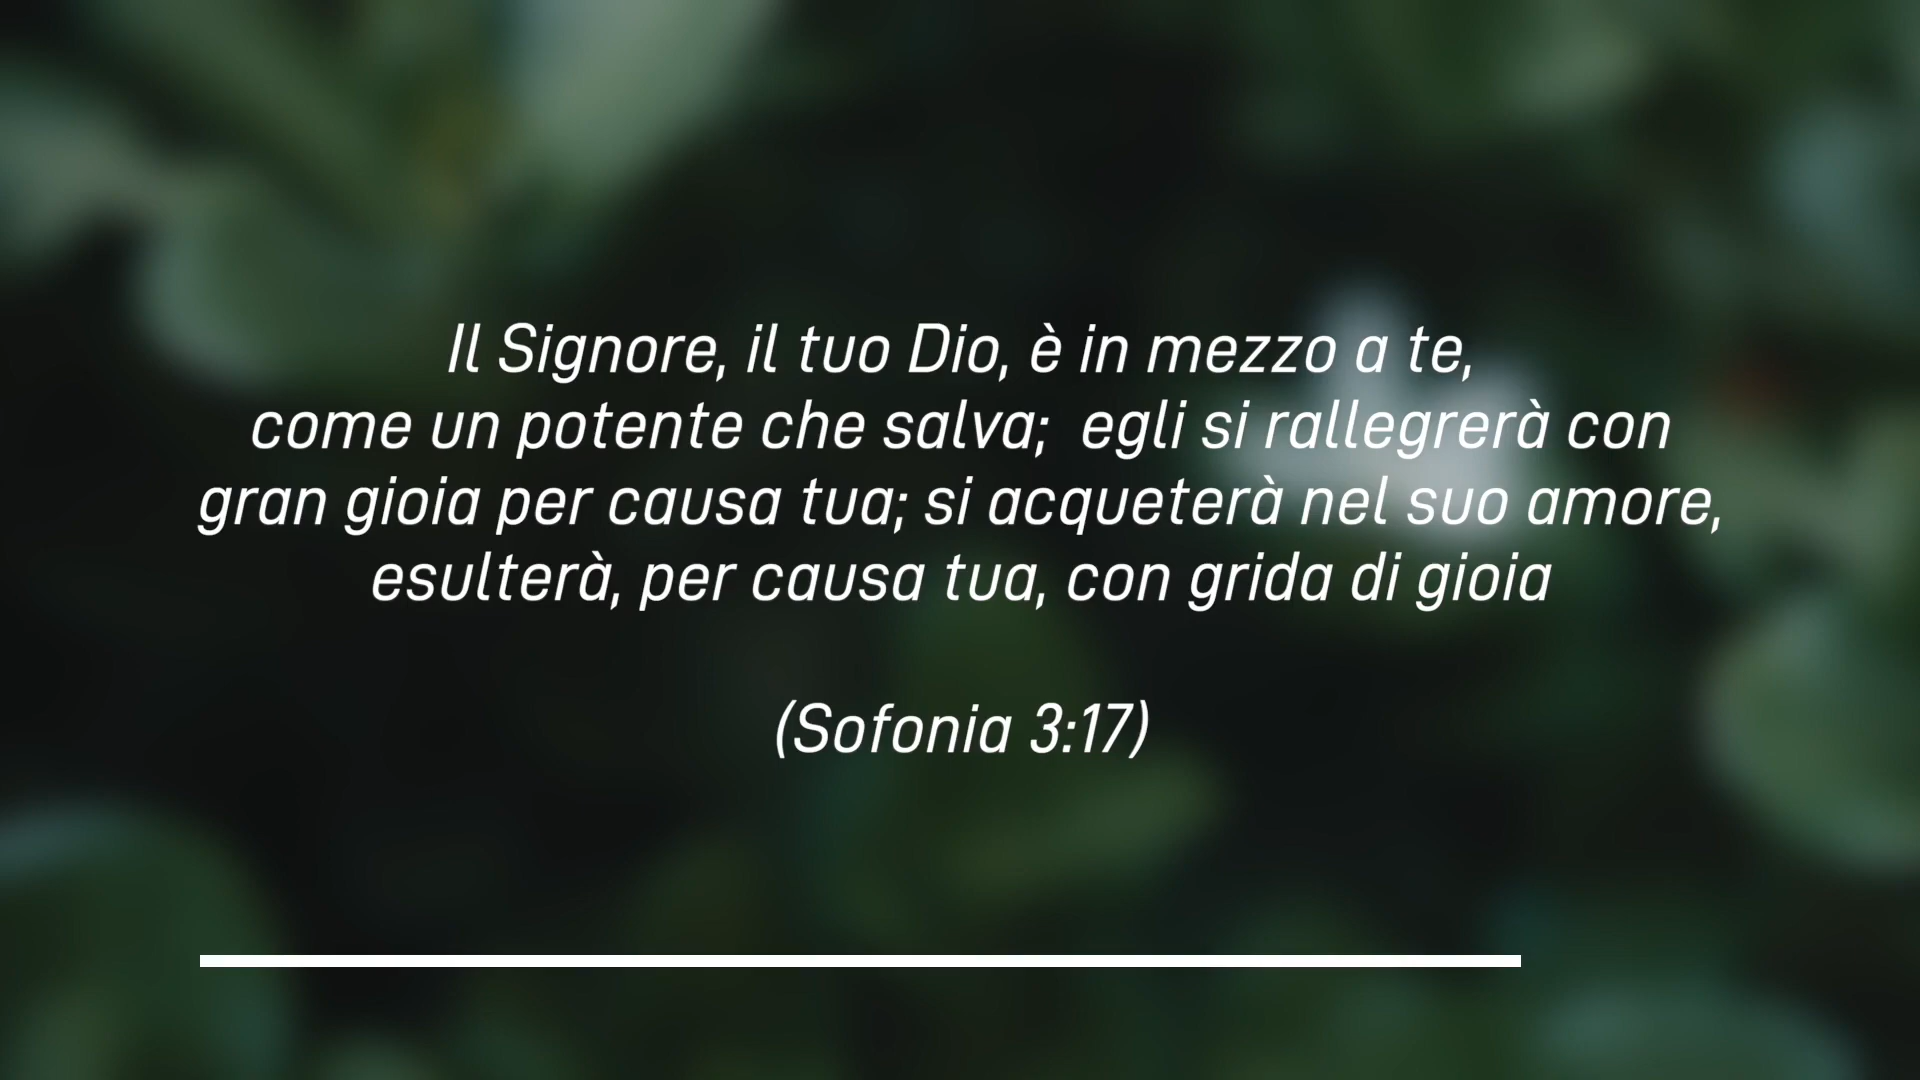 Il Signore, il tuo Dio, è in mezzo a te,
come un potente che salva;  egli si rallegrerà con
gran gioia per causa tua; si acqueterà nel suo amore,
esulterà, per causa tua, con grida di gioia
(Sofonia 3:17)